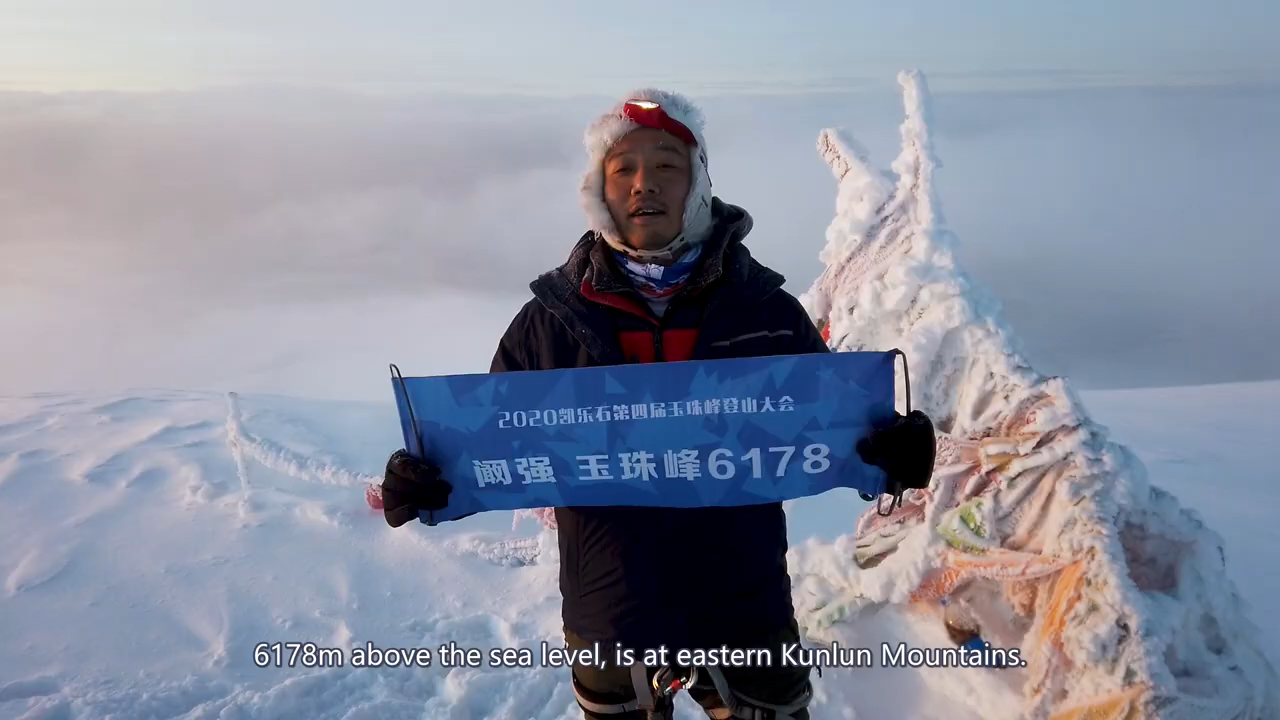 2020凯乐石第四届玉珠峰登山大会
阚强 玉珠峰6178
6178m above the sea level, is at eastern Kunlun Mountains.